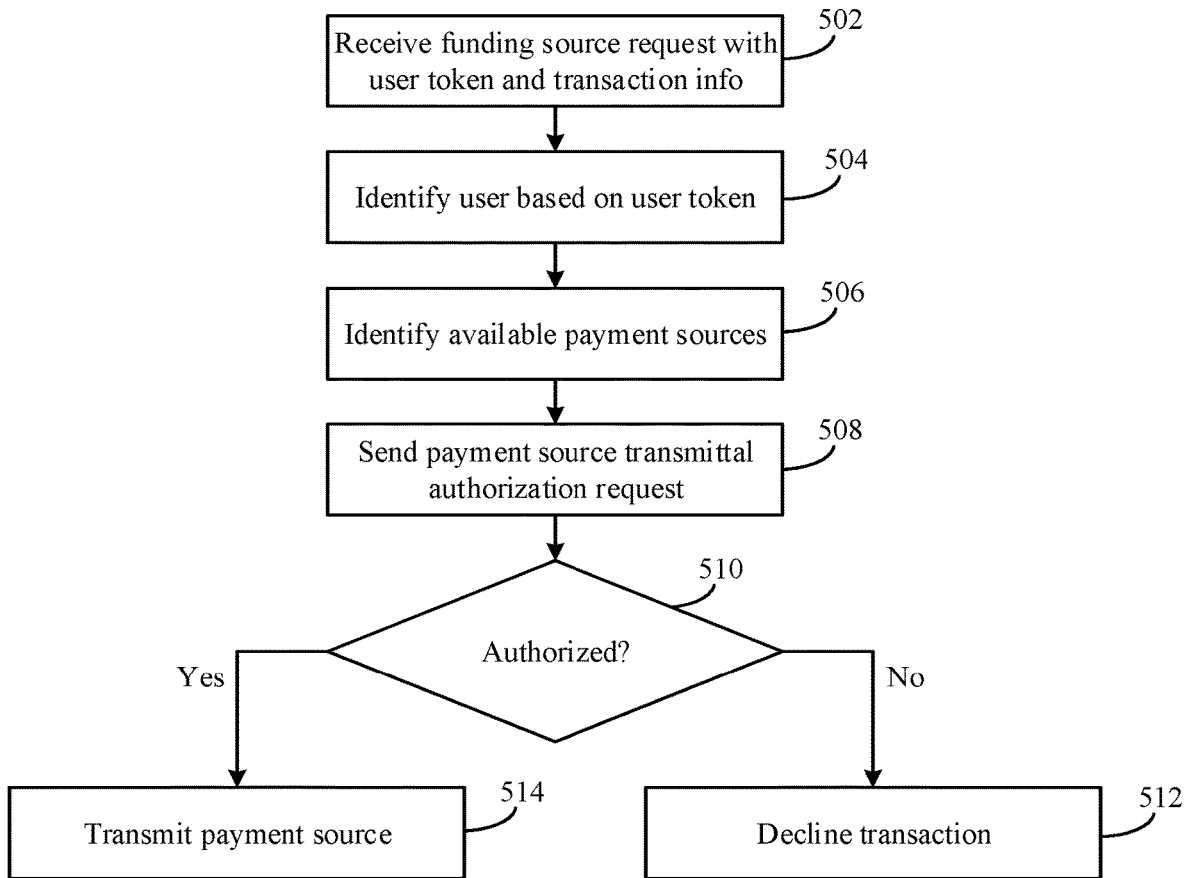 502
Receive funding source request with
user token and transaction info
504
Identify user based on user token
506
Identify available payment sources
508
Send payment source transmittal
authorization request
510
Authorized?
Yes
No
514
Transmit payment source
512
Decline transaction